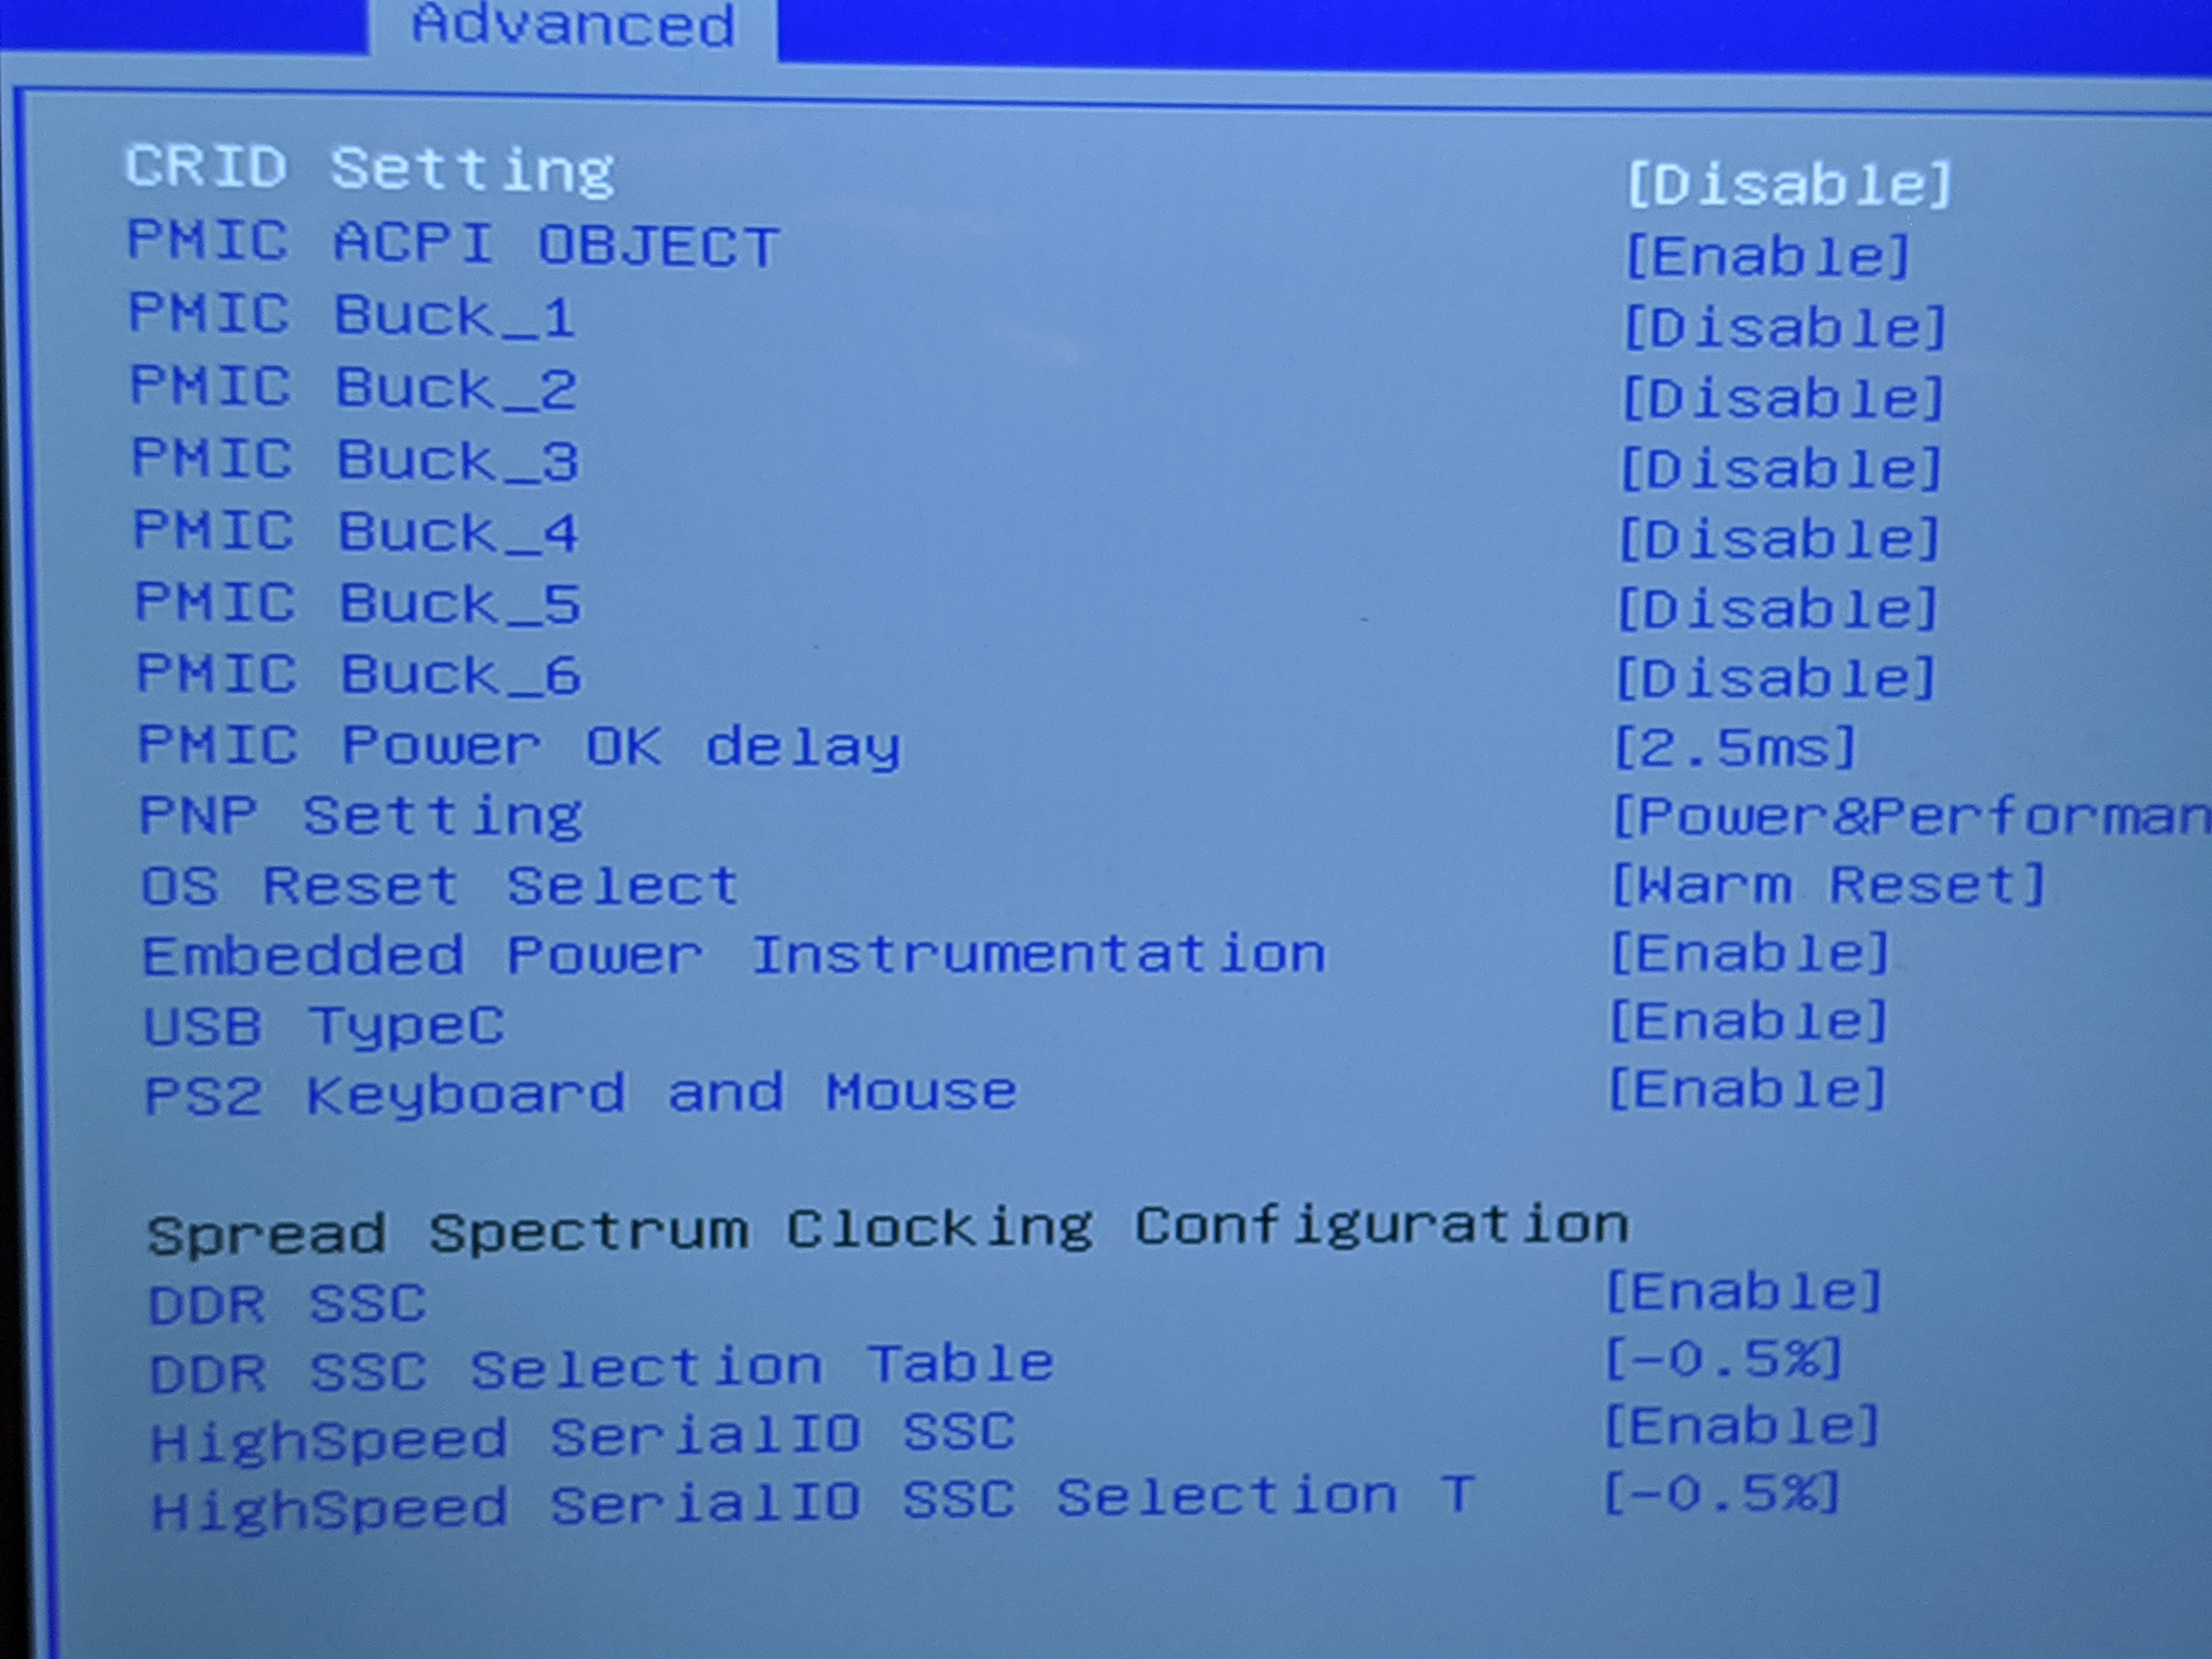 Advanced
CRID Setting [Disable]
PMIC ACPI OBJECT [Enable]
PMIC Buck_1 [Disable]
PMIC Buck_2 [Disable]
PMIC Buck_3 [Disable]
PMIC Buck_4 [Disable]
PMIC Buck_5 [Disable]
PMIC Buck_6 [Disable]
PMIC Power OK delay [2.5ms]
PNP Setting [Power&Performan
OS Reset Select [Warm Reset]
Embedded Power Instrumentation [Enable]
USB TypeC [Enable]
PS2 Keyboard and Mouse [Enable]
Spread Spectrum Clocking Configuration
DDR SSC [Enable]
DDR SSC Selection Table [-0.5%]
HighSpeed SerialIO SSC [Enable]
HighSpeed SerialIO SSC Selection T [-0.5%]